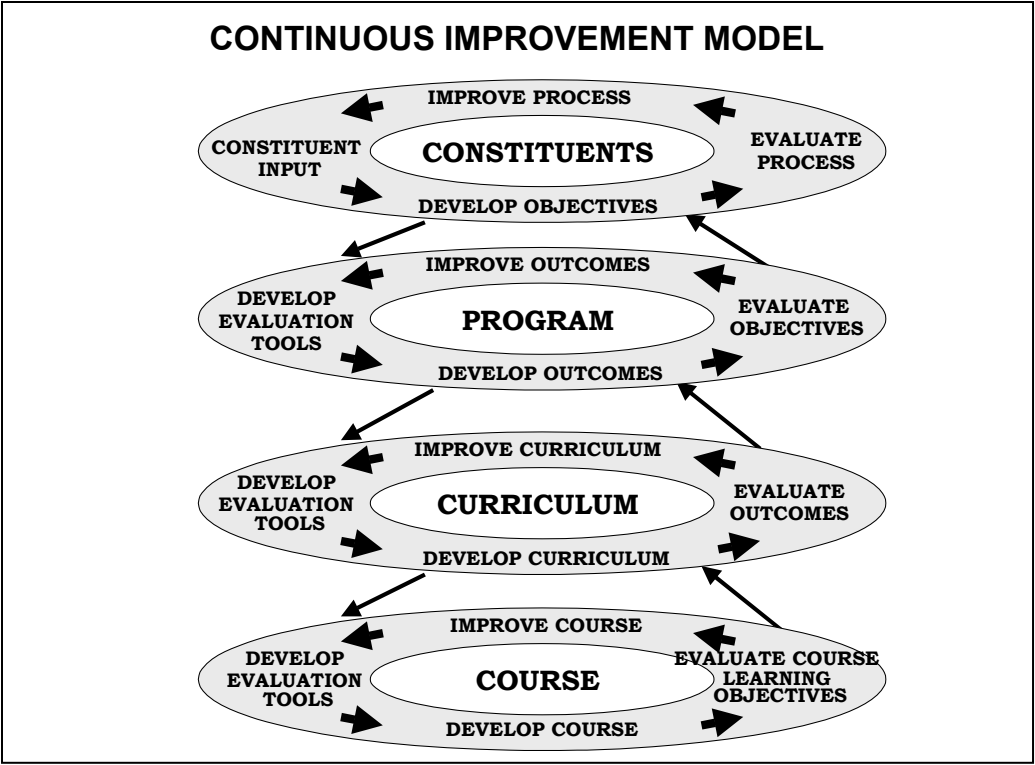 CONTINUOUS IMPROVEMENT MODEL
IMPROVE PROCESS
CONSTITUENT
INPUT
CONSTITUENTS
EVALUATE
PROCESS
DEVELOP OBJECTIVES
IMPROVE OUTCOMES
DEVELOP
EVALUATION
TOOLS
PROGRAM
EVALUATE
OBJECTIVES
DEVELOP OUTCOMES
IMPROVE CURRICULUM
DEVELOP
EVALUATION
TOOLS
CURRICULUM
EVALUATE
OUTCOMES
DEVELOP CURRICULUM
IMPROVE COURSE
DEVELOP
EVALUATION
TOOLS
COURSE
EVALUATE COURSE
LEARNING
OBJECTIVES
DEVELOP COURSE